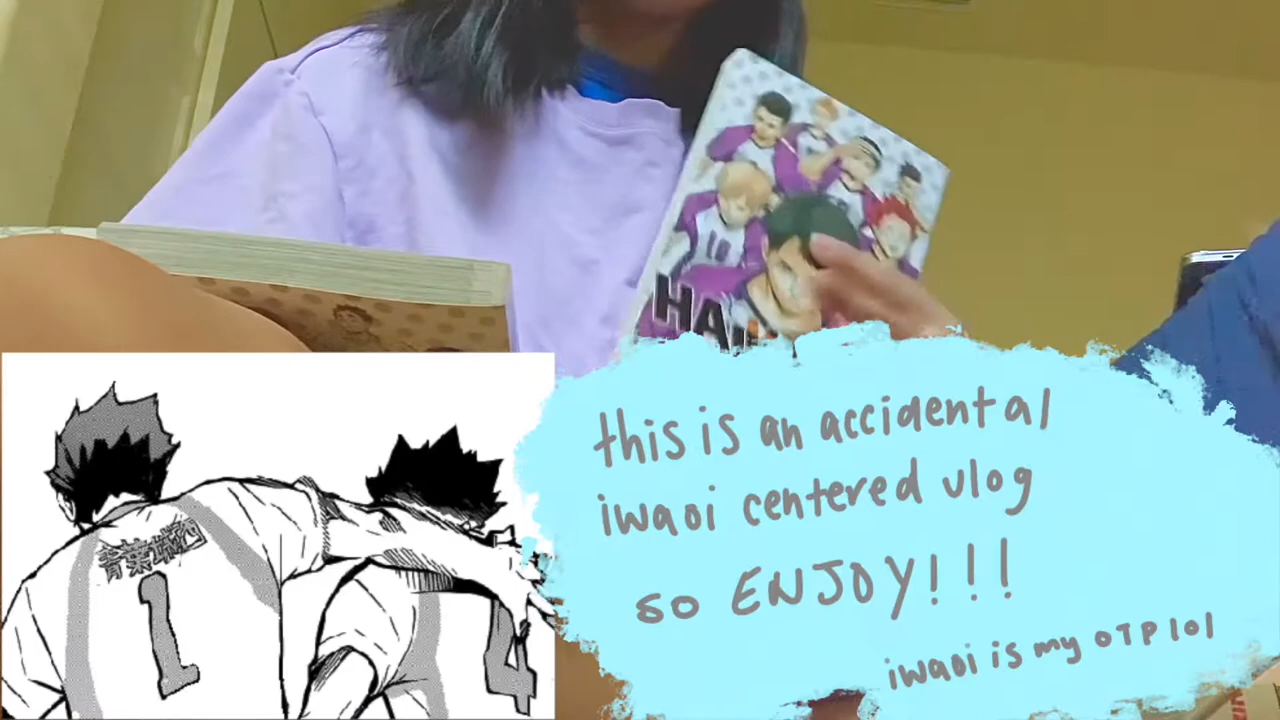 HAI
this is an accidental
iwaoi centered vlog
so ENJOY!!!
iwaoi is my OTP lol
青葉城西
1
4